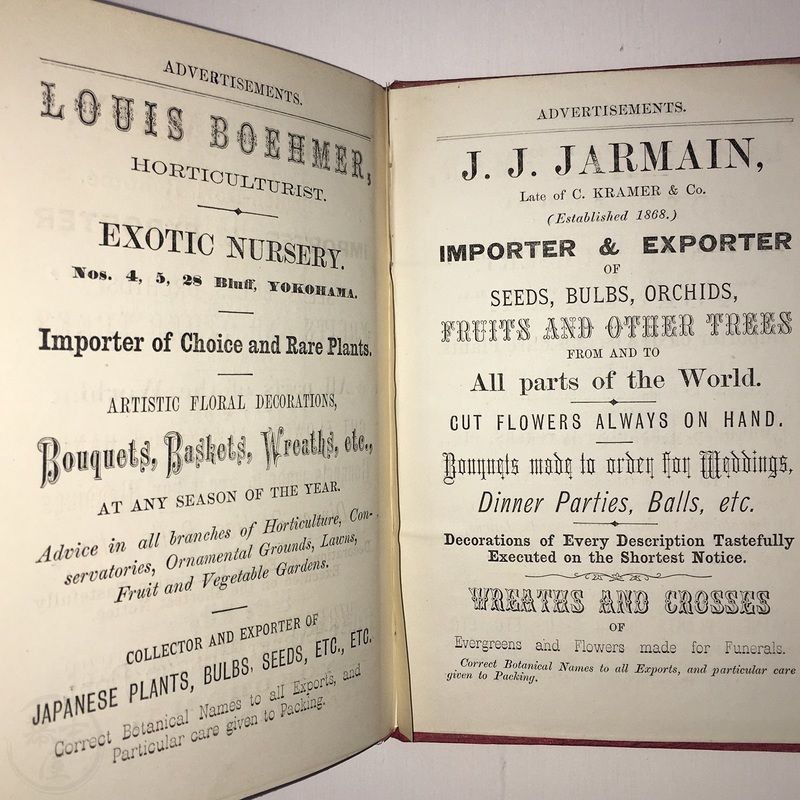 ADVERTISEMENTS.
LOUIS BOEHMER,
HORTICULTURIST.
EXOTIC NURSERY.
Nos. 4, 5, 28 Bluff, YOKOHAMA.
Importer of Choice and Rare Plants.
ARTISTIC FLORAL DECORATIONS,
Bouquets, Baskets, Wreaths, etc.,
AT ANY SEASON OF THE YEAR.
Advice in all branches of Horticulture, Con-
servatories, Ornamental Grounds, Lawns,
Fruit and Vegetable Gardens.
COLLECTOR AND EXPORTER OF
JAPANESE PLANTS, BULBS, SEEDS, ETC., ETC.
Correct Botanical Names to all Exports, and
Particular care given to Packing.
ADVERTISEMENTS.
J. J. JARMAIN,
Late of C. KRAMER & Co.
(Established 1868.)
IMPORTER & EXPORTER
OF
SEEDS, BULBS, ORCHIDS,
FRUITS AND OTHER TREES
FROM AND TO
All parts of the World.
CUT FLOWERS ALWAYS ON HAND.
Bouquets made to order for Weddings,
Dinner Parties, Balls, etc.
Decorations of Every Description Tastefully
Executed on the Shortest Notice.
WREATHS AND CROSSES
OF
Evergreens and Flowers made for Funerals.
Correct Botanical Names to all Exports, and particular care
given to Packing.